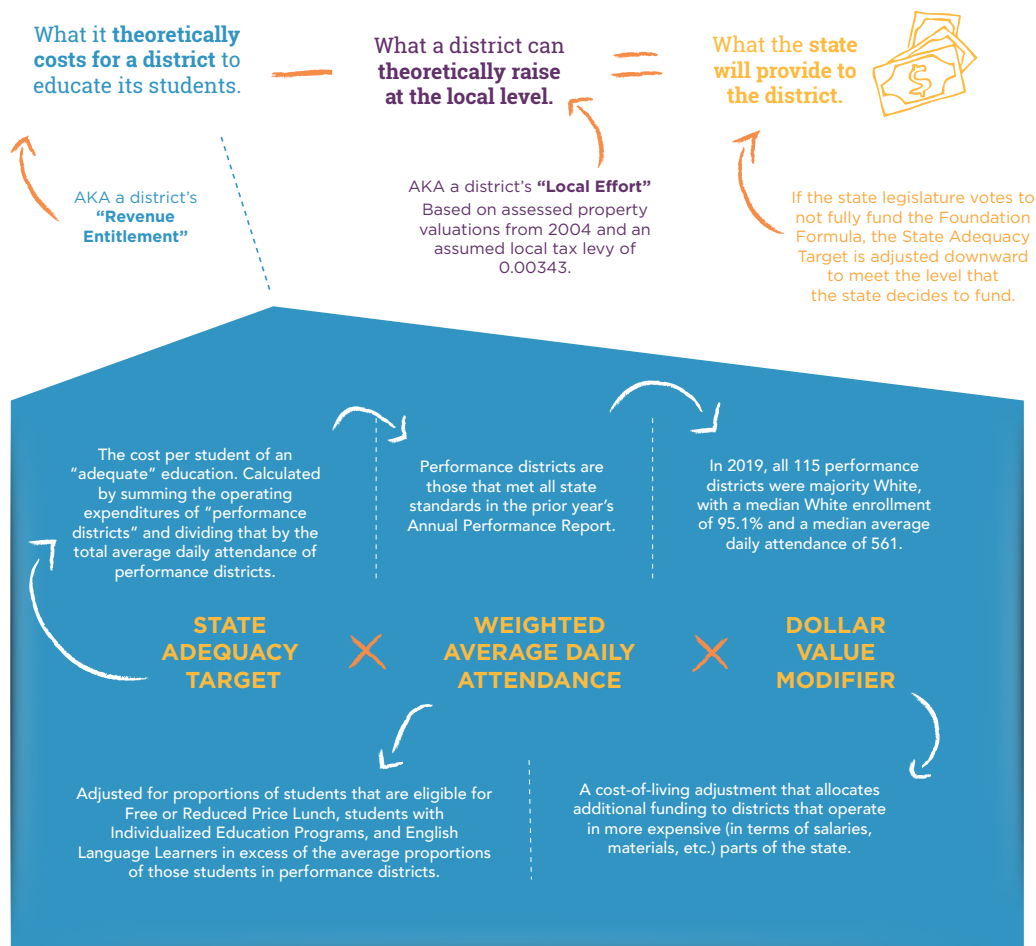 What it theoretically
costs for a district to
educate its students.
What a district can
theoretically raise
at the local level.
What the state
will provide to
the district.
AKA a district's
"Revenue
Entitlement"
AKA a district's "Local Effort"
Based on assessed property
valuations from 2004 and an
assumed local tax levy of
0.00343.
If the state legislature votes to
not fully fund the Foundation
Formula, the State Adequacy
Target is adjusted downward
to meet the level that
the state decides to fund.
The cost per student of an
"adequate" education. Calculated
by summing the operating
expenditures of "performance
districts" and dividing that by the
total average daily attendance of
performance districts.
Performance districts are
those that met all state
standards in the prior year's
Annual Performance Report.
In 2019, all 115 performance
districts were majority White,
with a median White enrollment
of 95.1% and a median average
daily attendance of 561.
STATE
ADEQUACY
TARGET
WEIGHTED
AVERAGE DAILY
ATTENDANCE
DOLLAR
VALUE
MODIFIER
Adjusted for proportions of students that are eligible for
Free or Reduced Price Lunch, students with
Individualized Education Programs, and English
Language Learners in excess of the average proportions
of those students in performance districts.
A cost-of-living adjustment that allocates
additional funding to districts that operate
in more expensive (in terms of salaries,
materials, etc.) parts of the state.